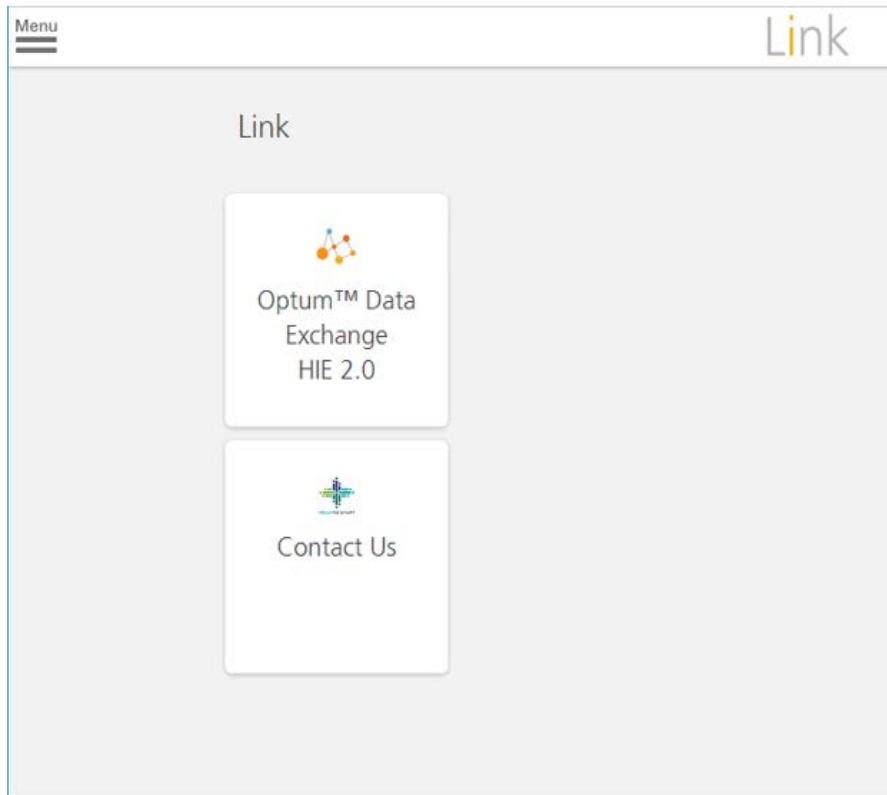 Menu
Link
Link
Optum™ Data
Exchange
HIE 2.0
Contact Us